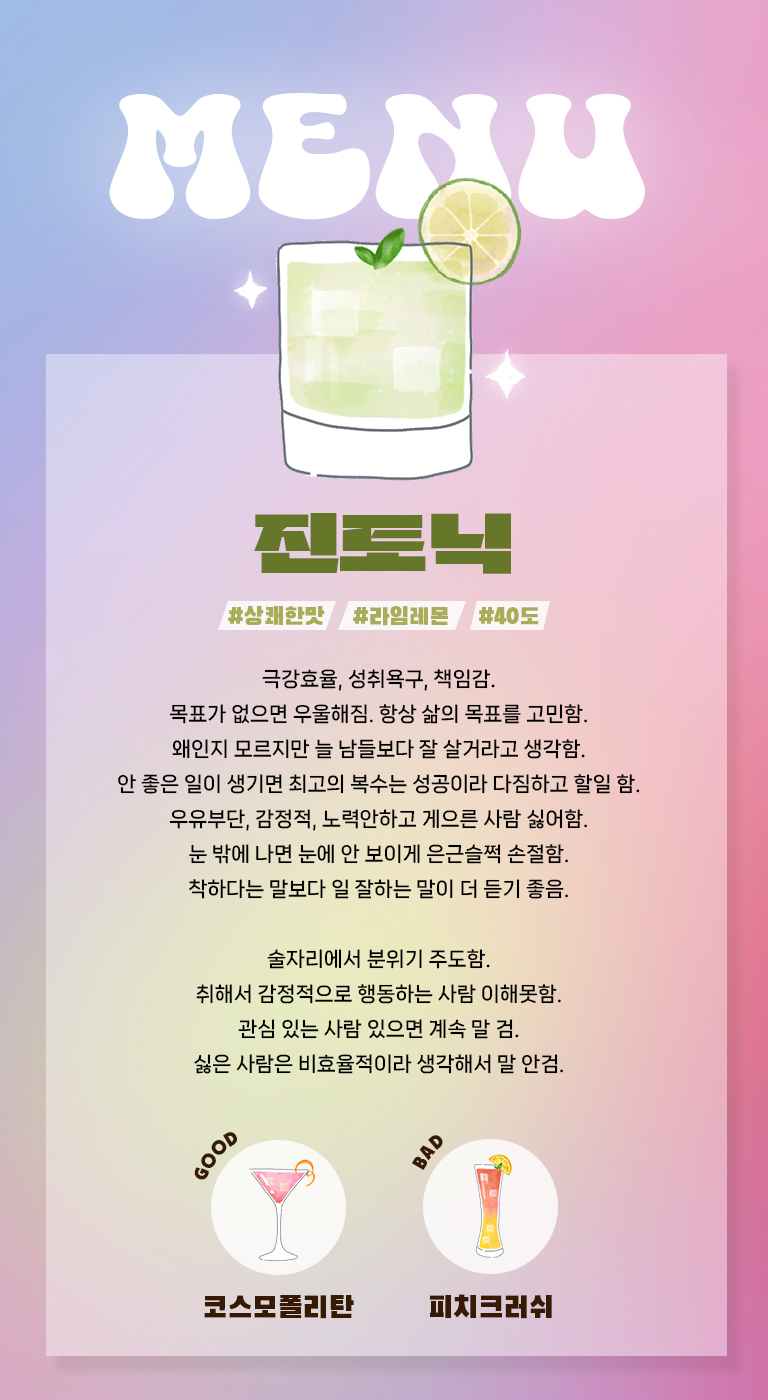 MENU
진토닉
#상쾌한맛 #라임레몬 #40도
극강효율, 성취욕구, 책임감.
목표가 없으면 우울해짐. 항상 삶의 목표를 고민함.
왜인지 모르지만 늘 남들보다 잘 살거라고 생각함.
안 좋은 일이 생기면 최고의 복수는 성공이라 다짐하고 할일 함.
우유부단, 감정적, 노력안하고 게으른 사람 싫어함.
눈 밖에 나면 눈에 안 보이게 은근슬쩍 손절함.
착하다는 말보다 일 잘하는 말이 더 듣기 좋음.
술자리에서 분위기 주도함.
취해서 감정적으로 행동하는 사람 이해못함.
관심 있는 사람 있으면 계속 말 검.
싫은 사람은 비효율적이라 생각해서 말 안검.
GOOD BAD
코스모폴리탄 피치크러쉬